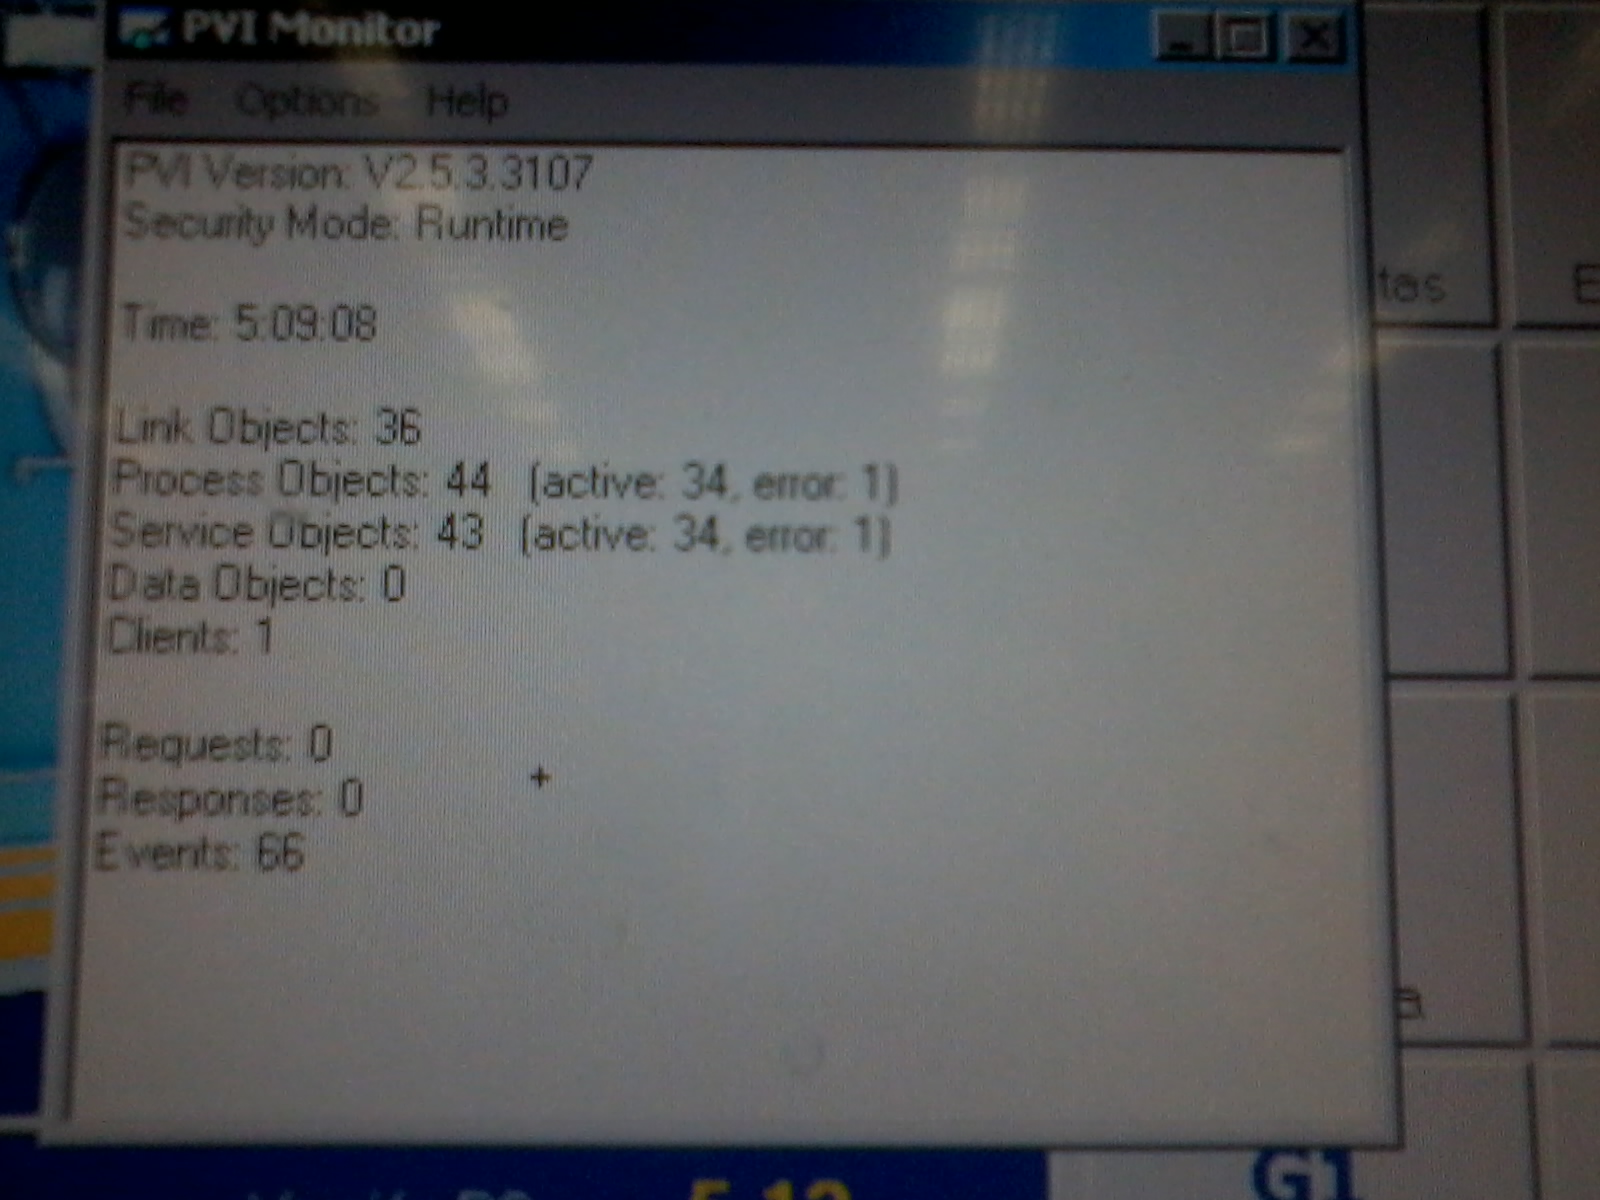 PVI Monitor
File Options Help
PVI Version: V2.5.3.3107
Security Mode: Runtime
Time: 5:09:08
Link Objects: 36
Process Objects: 44 (active: 34, error: 1)
Service Objects: 43 (active: 34, error: 1)
Data Objects: 0
Clients: 1
Requests: 0
Responses: 0
Events: 66
tas